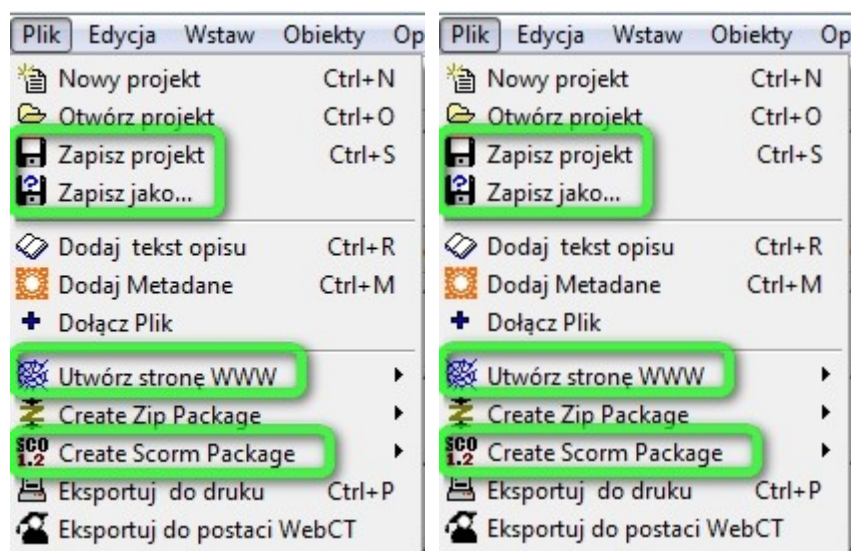 Plik Edycja Wstaw Obiekty Op
Nowy projekt Ctrl+N
Otwórz projekt Ctrl+O
Zapisz projekt Ctrl+S
Zapisz jako...
Dodaj tekst opisu Ctrl+R
Dodaj Metadane Ctrl+M
Dołącz Plik
Utwórz stronę WWW
Create Zip Package
SCO 1.2 Create Scorm Package
Eksportuj do druku Ctrl+P
Eksportuj do postaci WebCT
Plik Edycja Wstaw Obiekty Op
Nowy projekt Ctrl+N
Otwórz projekt Ctrl+O
Zapisz projekt Ctrl+S
Zapisz jako...
Dodaj tekst opisu Ctrl+R
Dodaj Metadane Ctrl+M
Dołącz Plik
Utwórz stronę WWW
Create Zip Package
SCO 1.2 Create Scorm Package
Eksportuj do druku Ctrl+P
Eksportuj do postaci WebCT